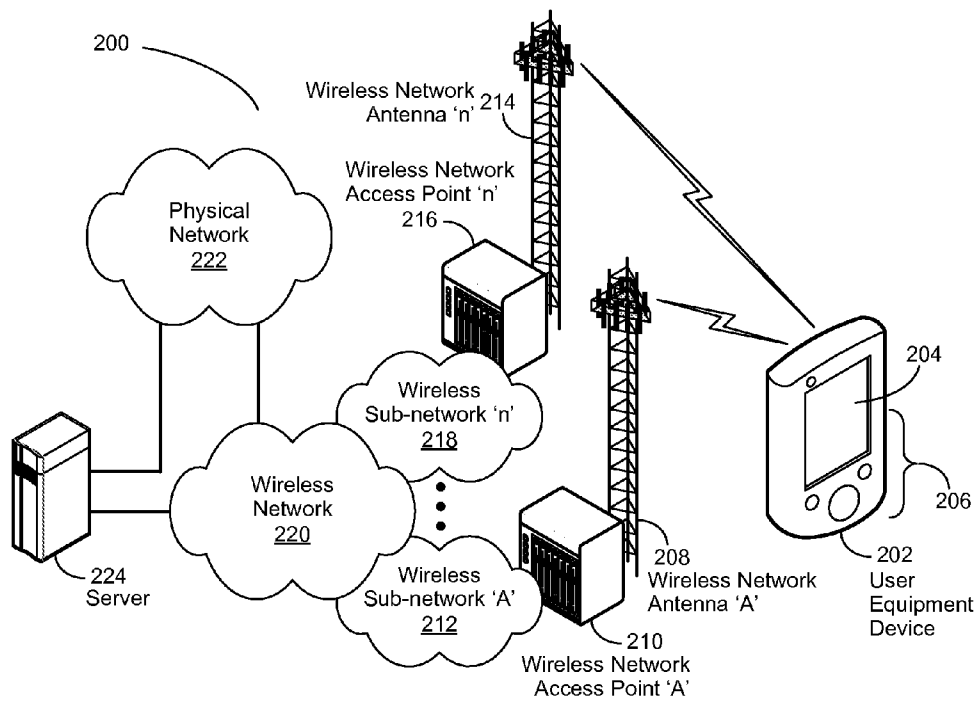 200
Wireless Network
Antenna ‘n’
214
Wireless Network
Access Point ‘n’
216
Physical
Network
222
204
Wireless
Sub-network ‘n’
218
206
Wireless
Network
220
208
Wireless Network
Antenna ‘A’
202
User
Equipment
Device
224
Server
Wireless
Sub-network ‘A’
212
210
Wireless Network
Access Point ‘A’